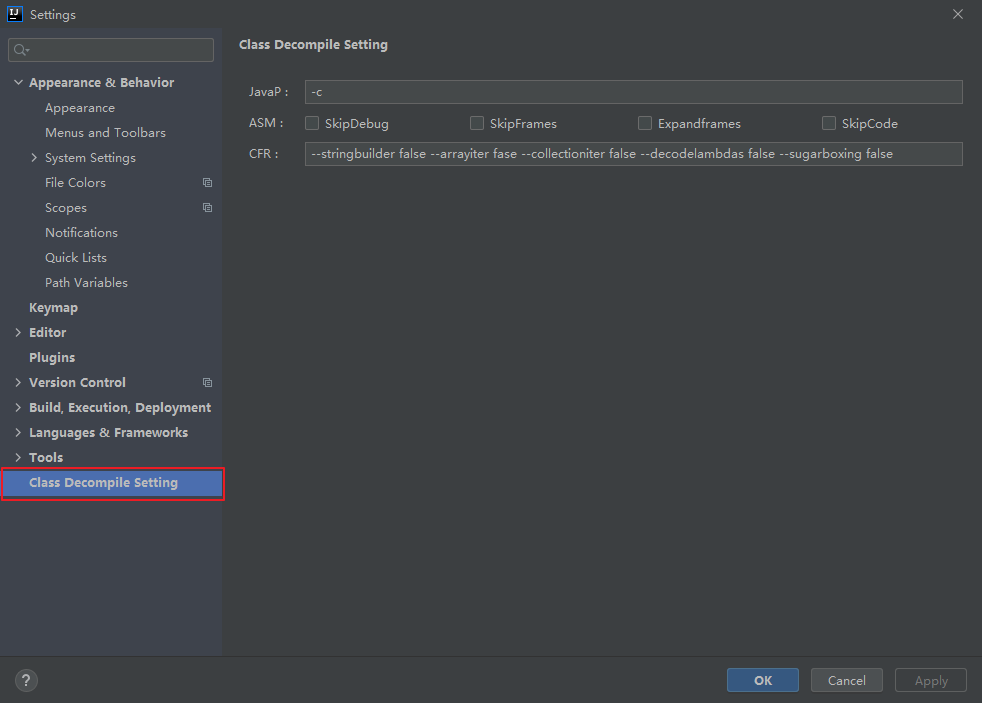 IJ Settings
Class Decompile Setting
Appearance & Behavior
Appearance
Menus and Toolbars
System Settings
File Colors
Scopes
Notifications
Quick Lists
Path Variables
Keymap
Editor
Plugins
Version Control
Build, Execution, Deployment
Languages & Frameworks
Tools
Class Decompile Setting
JavaP : -c
ASM : SkipDebug SkipFrames Expandframes SkipCode
CFR : --stringbuilder false --arrayiter fase --collectioniter false --decodelambdas false --sugarboxing false
? OK Cancel Apply